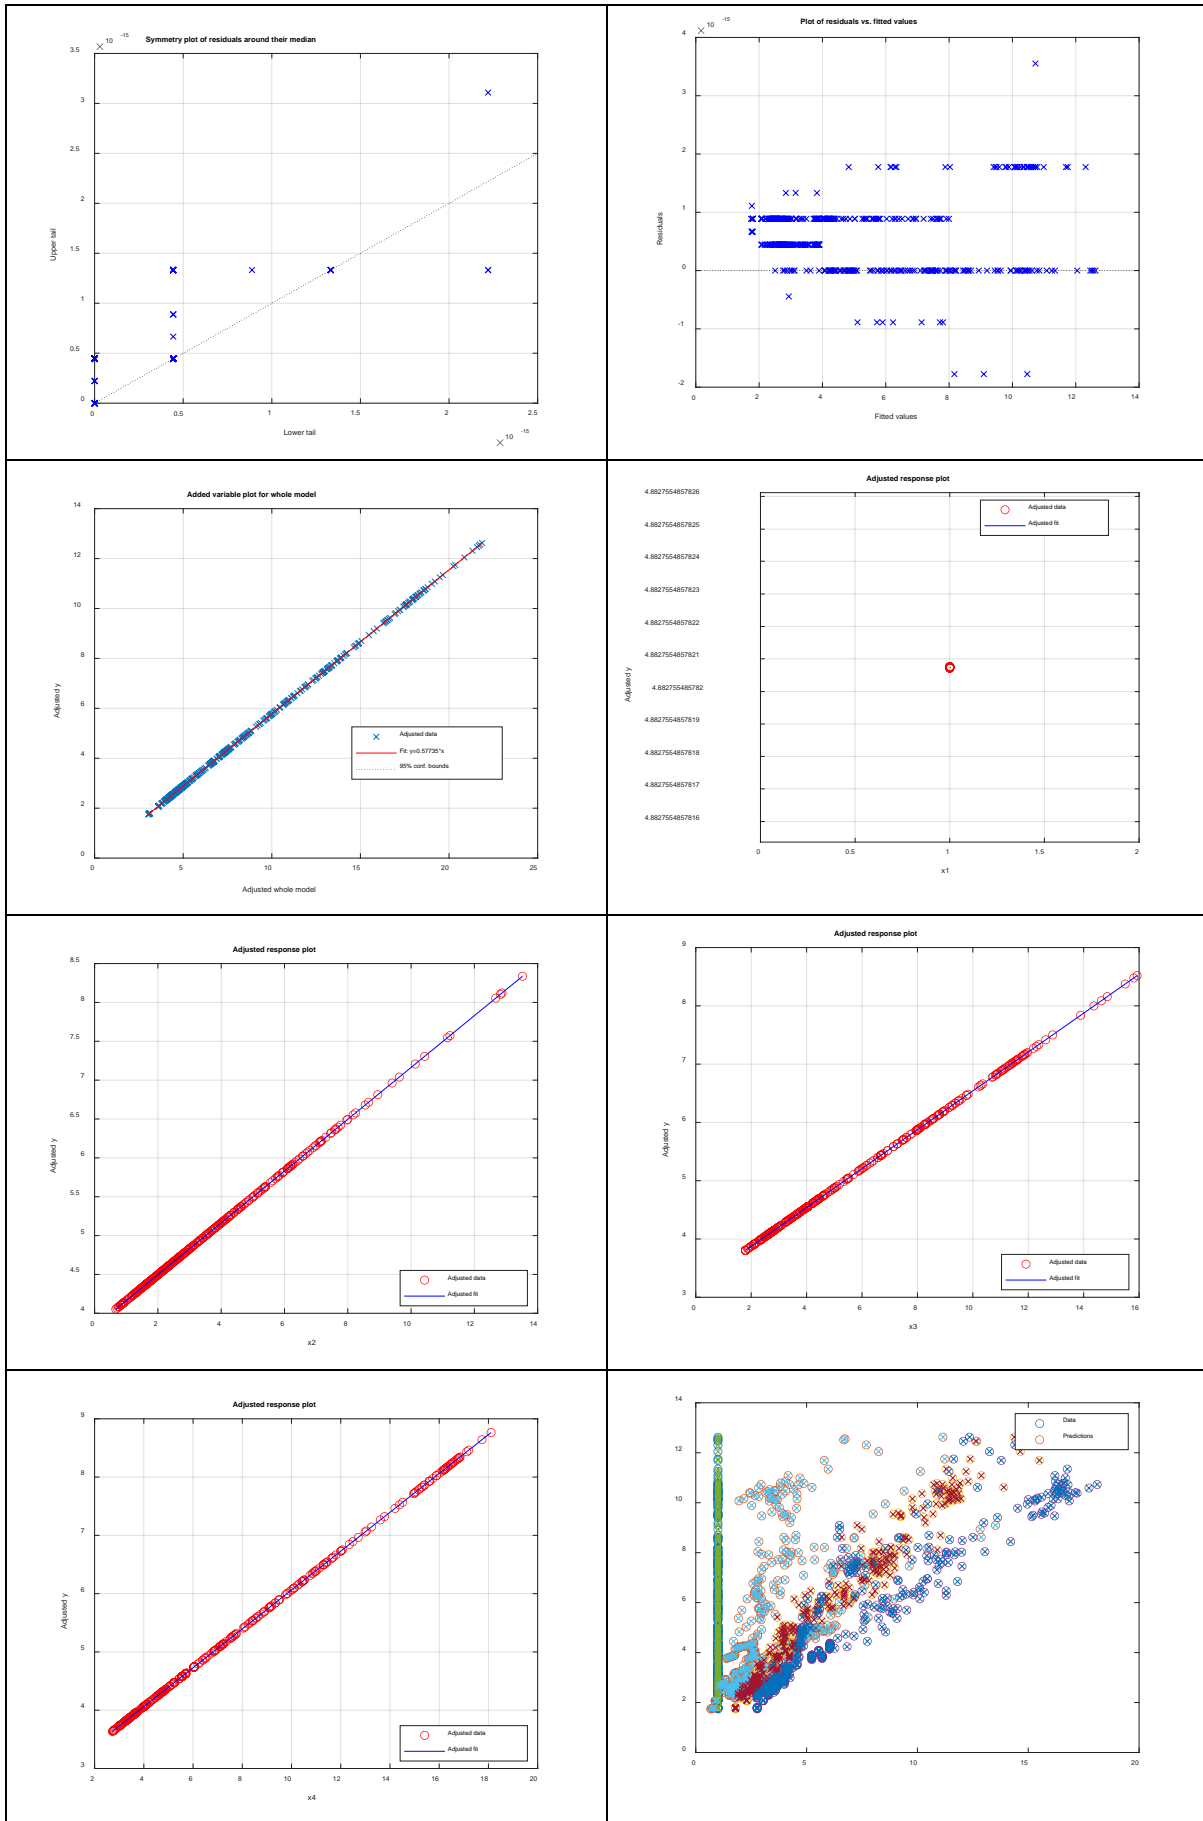 Symmetry plot of residuals around their median
× 10 -15
3.5
3
2.5
2
1.5
1
0.5
0
Upper tail
0 0.5 1 1.5 2 2.5
Lower tail
× 10 -15
Plot of residuals vs. fitted values
× 10 -15
4
3
2
1
0
-1
-2
Residuals
0 2 4 6 8 10 12 14
Fitted values
Added variable plot for whole model
14
12
10
8
6
4
2
0
Adjusted y
Adjusted data
Fit: y=0.57735*x
95% conf. bounds
0 5 10 15 20 25
Adjusted whole model
Adjusted response plot
4.8827554857826
4.8827554857825
4.8827554857824
4.8827554857823
4.8827554857822
4.8827554857821
4.882755485782
4.8827554857819
4.8827554857818
4.8827554857817
4.8827554857816
Adjusted y
Adjusted data
Adjusted fit
0 0.5 1 1.5 2
x1
Adjusted response plot
8.5
8
7.5
7
6.5
6
5.5
5
4.5
4
Adjusted y
Adjusted data
Adjusted fit
0 2 4 6 8 10 12 14
x2
Adjusted response plot
9
8
7
6
5
4
3
Adjusted y
Adjusted data
Adjusted fit
0 2 4 6 8 10 12 14 16
x3
Adjusted response plot
9
8
7
6
5
4
3
Adjusted y
Adjusted data
Adjusted fit
2 4 6 8 10 12 14 16 18 20
x4
14
12
10
8
6
4
2
0
Data
Predictions
5 10 15 20